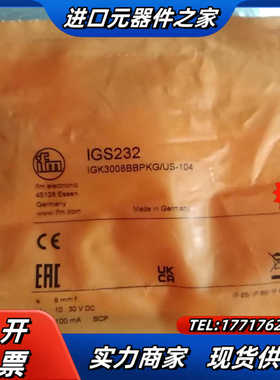 进口元器件之家
ifm
IGS232
IGK3008BBPKG/US-104
ifm electronic
45128 Essen
Germany
www.ifm.com
Made in Germany
CE
EAC
UK
CA
8 mm f
10 30 V DC
100 mA SCP
开
票
TEL:17717762
实力商家 现货供